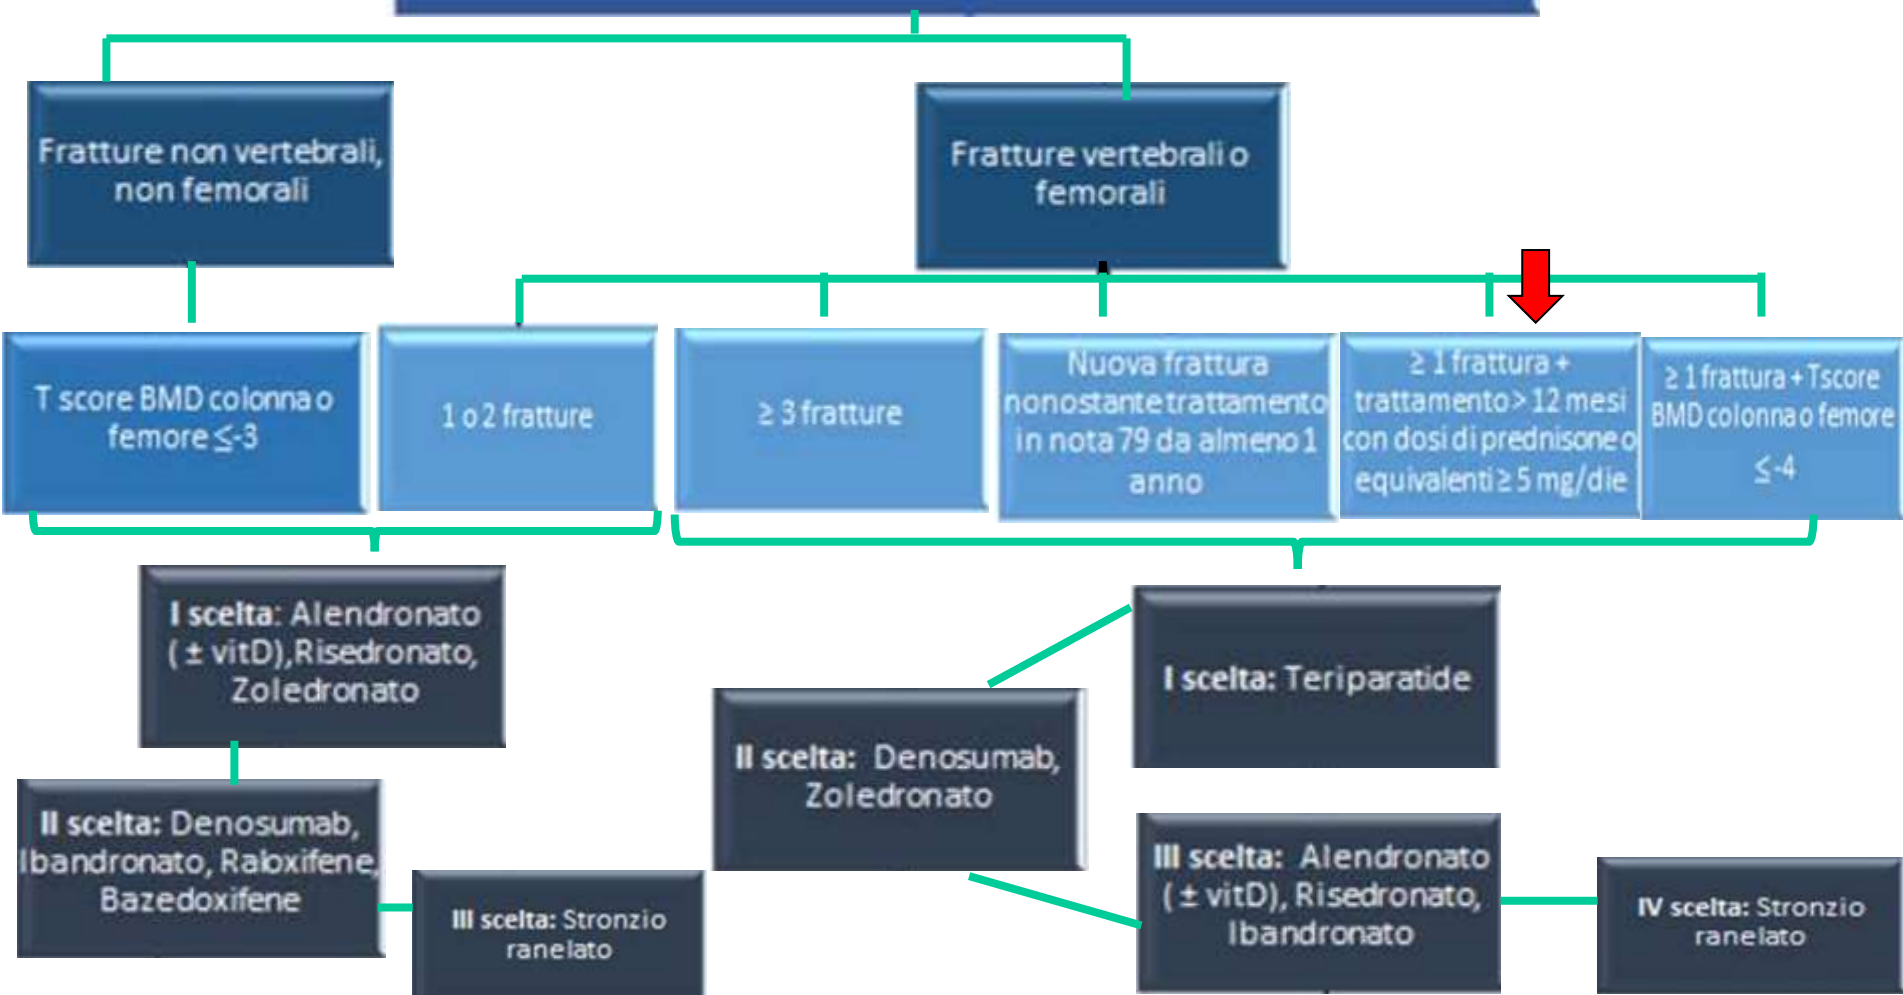 Fratture non vertebrali,
non femorali
Fratture vertebrali o
femorali
T score BMD colonna o
femore ≤-3
1 o 2 fratture
≥ 3 fratture
Nuova frattura
nonostante trattamento
in nota 79 da almeno 1
anno
≥ 1 frattura +
trattamento > 12 mesi
con dosi di prednisone o
equivalenti ≥ 5 mg/die
≥ 1 frattura + Tscore
BMD colonna o femore
≤-4
I scelta: Alendronato
( ± vitD),Risedronato,
Zoledronato
I scelta: Teriparatide
II scelta: Denosumab,
Zoledronato
II scelta: Denosumab,
Ibandronato, Raloxifene,
Bazedoxifene
III scelta: Stronzio
ranelato
III scelta: Alendronato
( ± vitD), Risedronato,
Ibandronato
IV scelta: Stronzio
ranelato